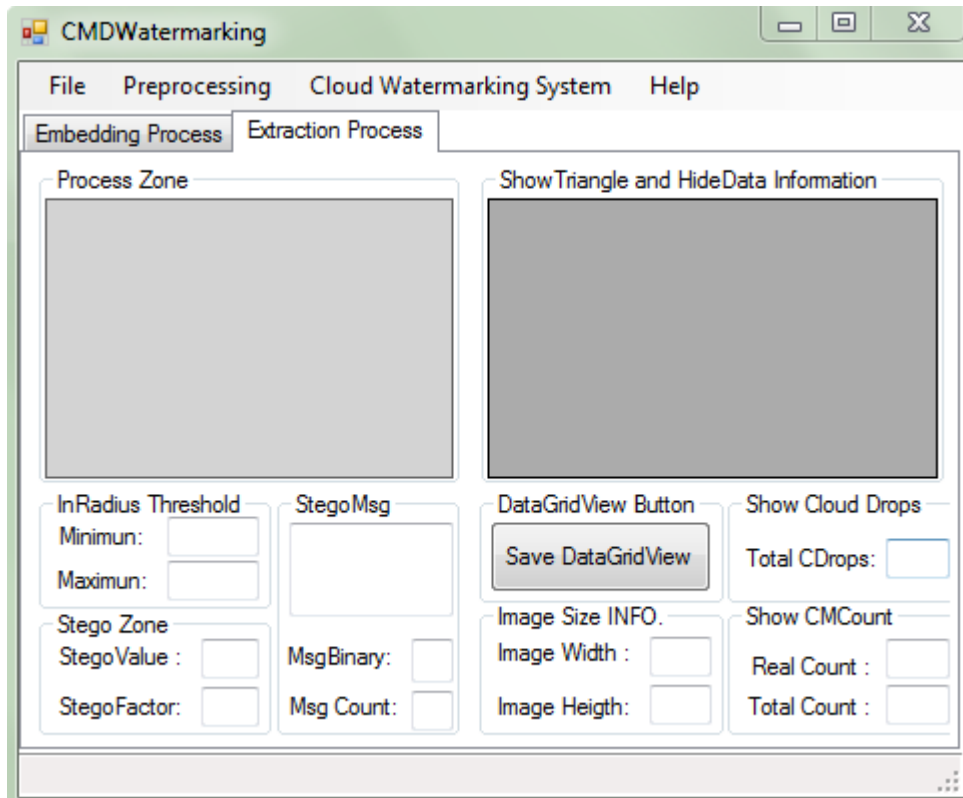 CMDWatermarking
File Preprocessing Cloud Watermarking System Help
Embedding Process Extraction Process
Process Zone
ShowTriangle and HideData Information
InRadius Threshold
Minimun:
Maximun:
StegoMsg
DataGridView Button
Save DataGridView
Show Cloud Drops
Total CDrops:
Stego Zone
StegoValue :
StegoFactor:
MsgBinary:
Msg Count:
Image Size INFO.
Image Width :
Image Heigth:
Show CMCount
Real Count :
Total Count :